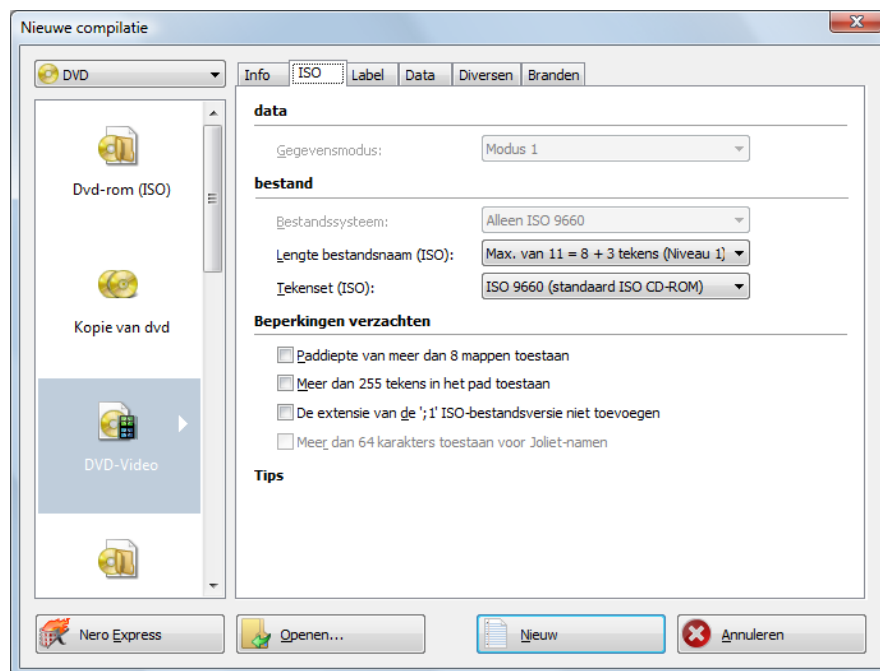 Nieuwe compilatie
DVD
Dvd-rom (ISO)
Kopie van dvd
DVD-Video
Info ISO Label Data Diversen Branden
data
Gegevensmodus: Modus 1
bestand
Bestandssysteem: Alleen ISO 9660
Lengte bestandsnaam (ISO): Max. van 11 = 8 + 3 tekens (Niveau 1)
Tekenset (ISO): ISO 9660 (standaard ISO CD-ROM)
Beperkingen verzachten
Paddiepte van meer dan 8 mappen toestaan
Meer dan 255 tekens in het pad toestaan
De extensie van de ';1' ISO-bestandsversie niet toevoegen
Meer dan 64 karakters toestaan voor Joliet-namen
Tips
Nero Express Openen... Nieuw Annuleren